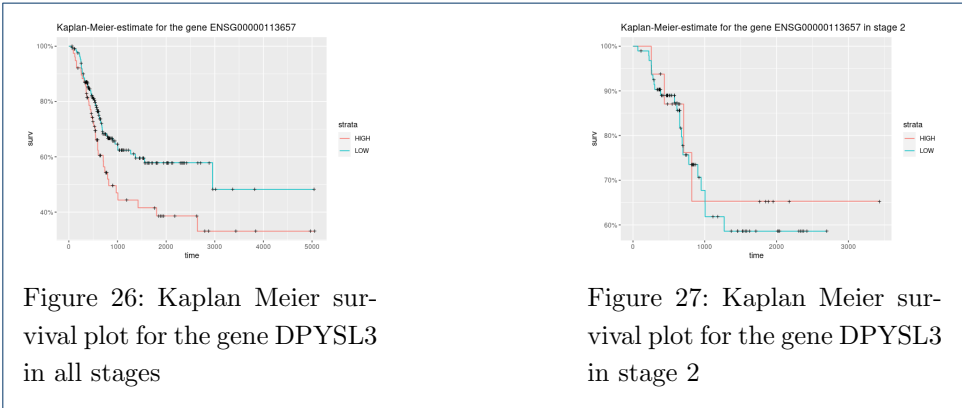 Kaplan-Meier-estimate for the gene ENSG00000113657
100%
80%
60%
40%
surv
0
1000
2000
3000
4000
5000
time
strata
HIGH
LOW
Figure 26: Kaplan Meier sur-
vival plot for the gene DPYSL3
in all stages
Kaplan-Meier-estimate for the gene ENSG00000113657 in stage 2
100%
90%
80%
70%
60%
surv
0
1000
2000
3000
time
strata
HIGH
LOW
Figure 27: Kaplan Meier sur-
vival plot for the gene DPYSL3
in stage 2